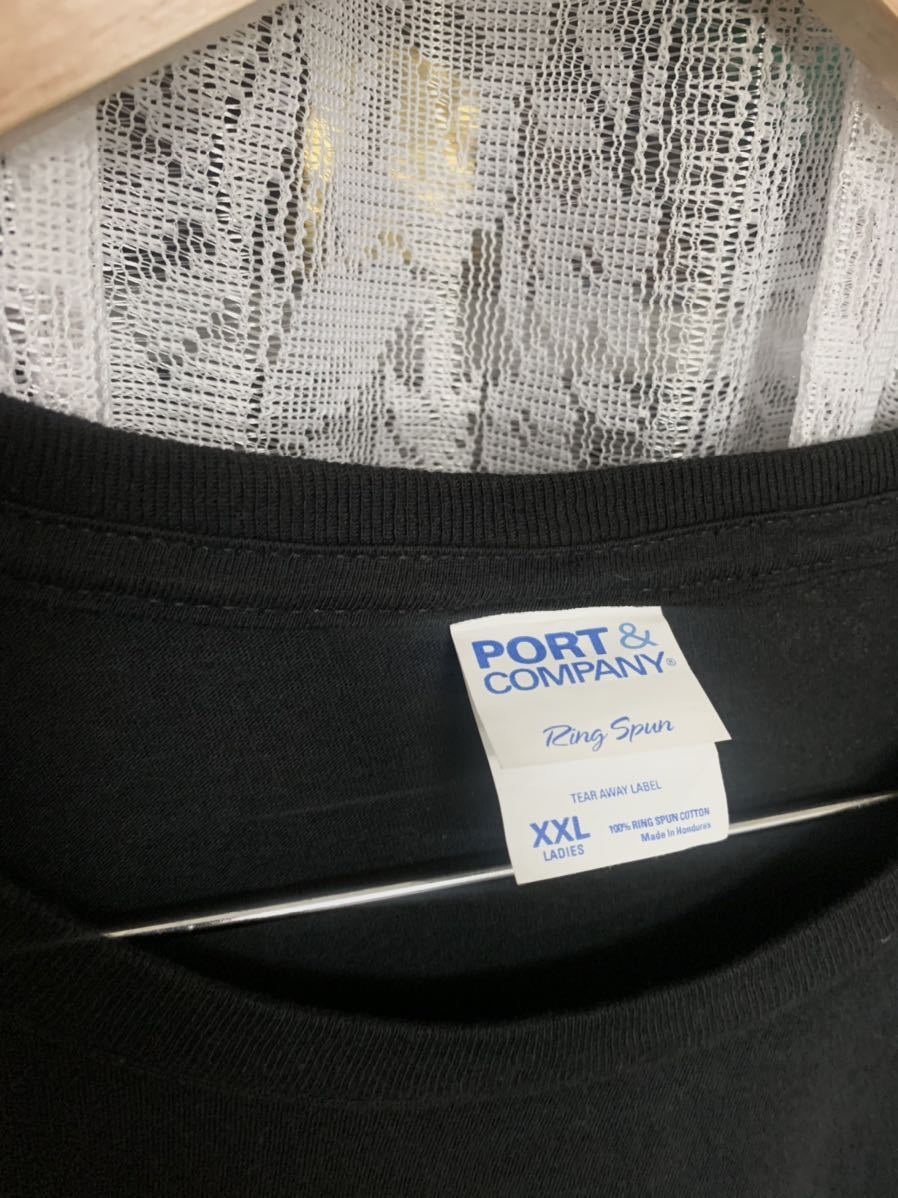 PORT &
COMPANY®
Ring Spun
TEAR AWAY LABEL
XXL
LADIES
100% RING SPUN COTTON
Made In Honduras